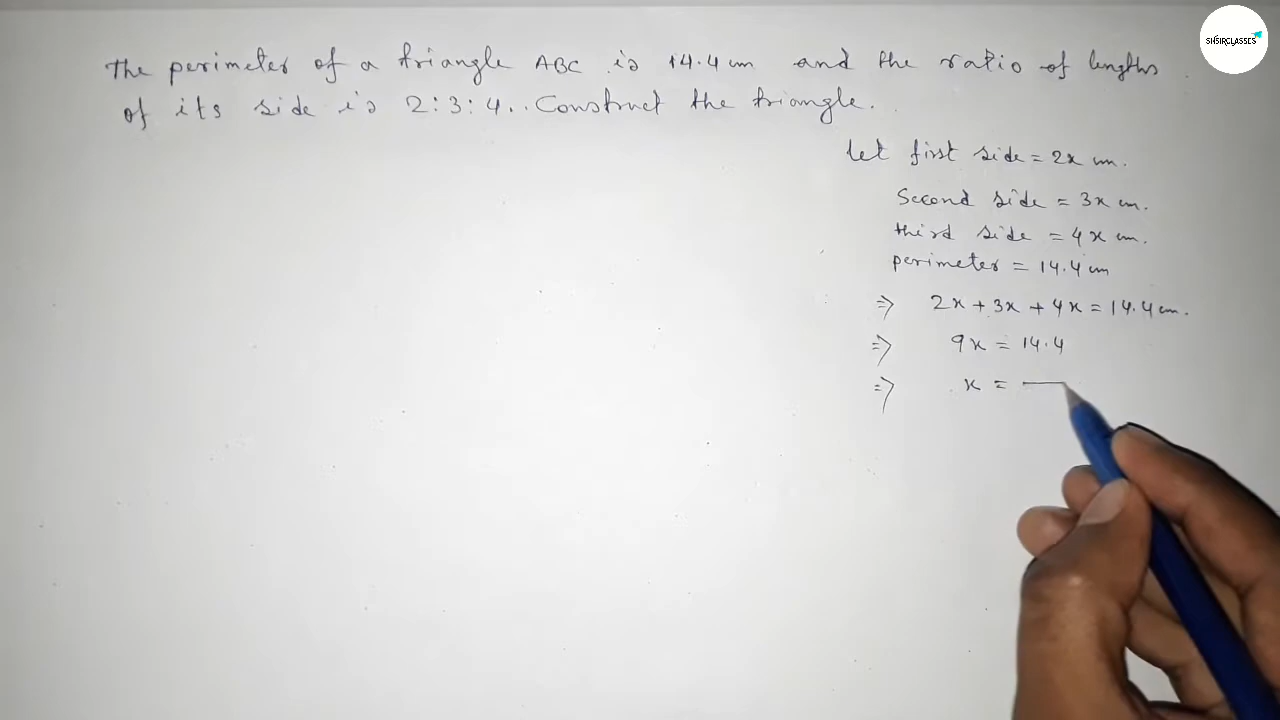 SHSIRCLASSES
The perimeter of a triangle ABC is 14.4 cm and the ratio of lengths
of its side is 2:3:4. Construct the triangle.
let first side = 2x cm.
Second side = 3x cm.
third side = 4x cm.
perimeter = 14.4 cm
⇒ 2x + 3x + 4x = 14.4 cm.
⇒ 9x = 14.4
⇒ x =